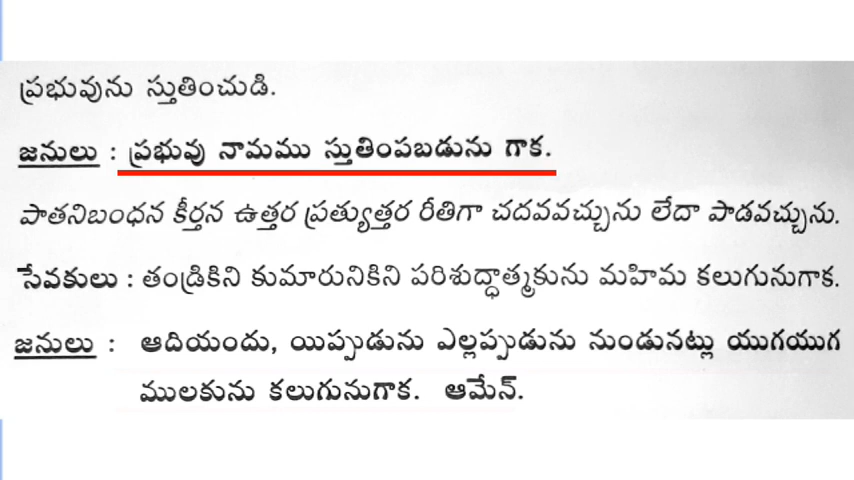 ప్రభువును స్తుతించుడి.
జనులు : ప్రభువు నామము స్తుతింపబడును గాక.
పాతనిబంధన కీర్తన ఉత్తర ప్రత్యుత్తర రీతిగా చదవవచ్చును లేదా పాడవచ్చును.
సేవకులు : తండ్రికిని కుమారునికిని పరిశుద్ధాత్మకును మహిమ కలుగునుగాక.
జనులు : ఆదియందు, యిప్పుడును ఎల్లప్పుడును నుండునట్లు యుగయుగ
ములకును కలుగునుగాక. ఆమేన్.